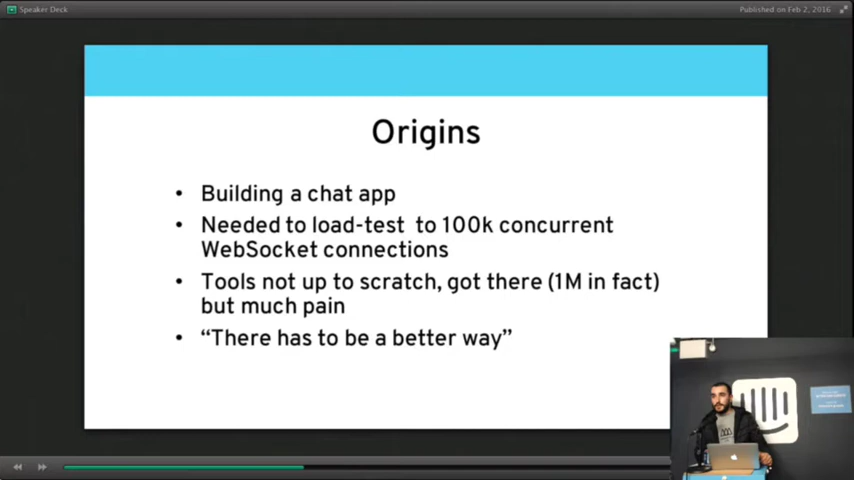 Speaker Deck
Published on Feb 2, 2016
Origins
• Building a chat app
• Needed to load-test to 100k concurrent
WebSocket connections
• Tools not up to scratch, got there (1M in fact)
but much pain
• “There has to be a better way”